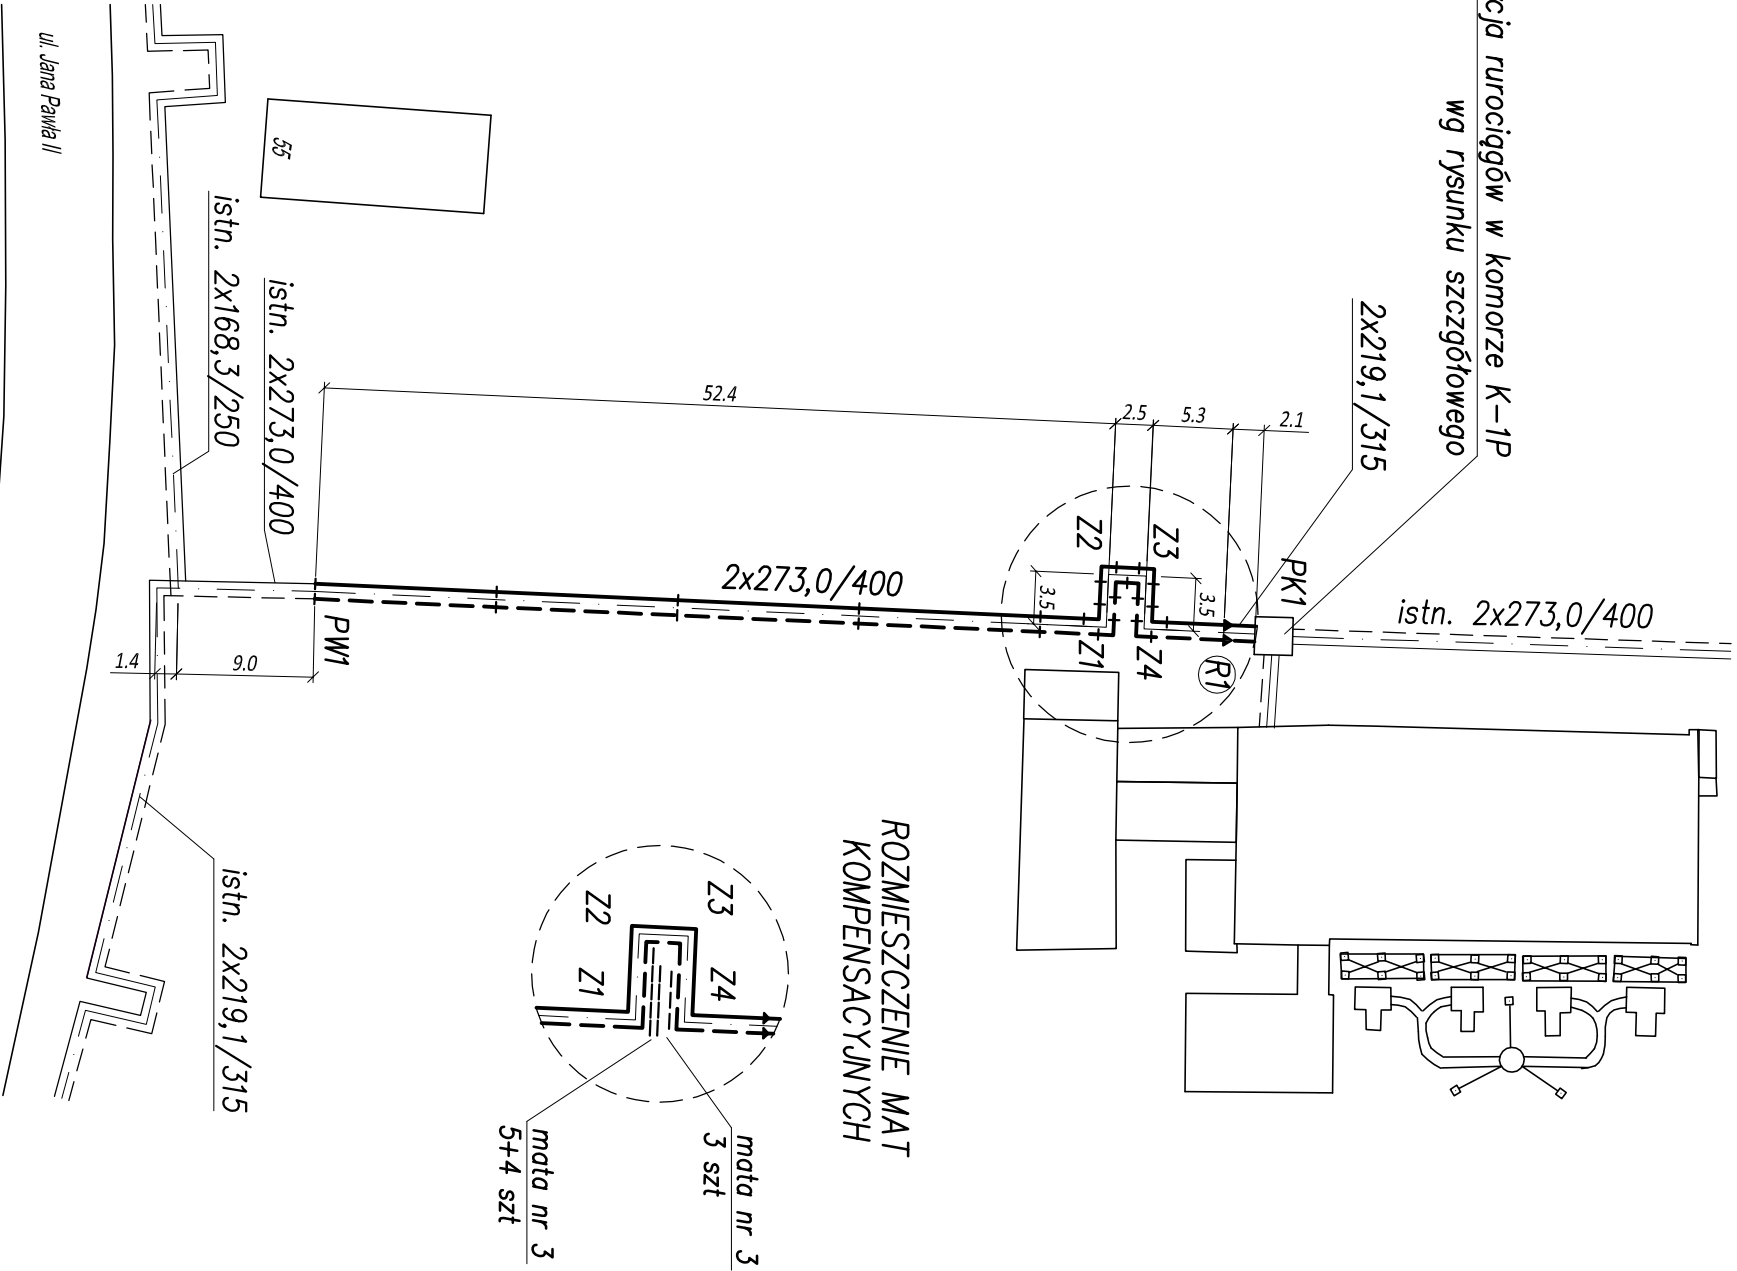 ul. Jana Pawła II
55
istn. 2x168,3/250
istn. 2x273,0/400
52.4
2.5
5.3
2.1
cja rurociągów w komorze K-1P
wg rysunku szczgółowego
2x219,1/315
2x273,0/400
Z2
Z3
3.5
3.5
PK1
istn. 2x273,0/400
PW1
Z1
Z4
R1
1.4
9.0
istn. 2x219,1/315
ROZMIESZCZENIE MAT
KOMPENSACYJNYCH
Z2
Z3
Z1
Z4
mata nr 3
3 szt
mata nr 3
5+4 szt